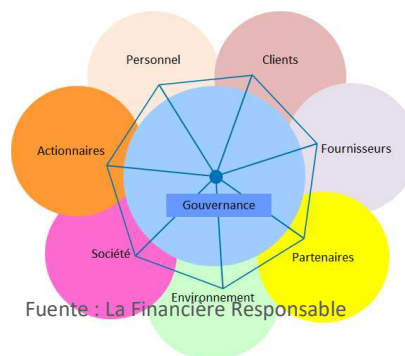 Personnel
Clients
Actionnaires
Fournisseurs
Gouvernance
Société
Partenaires
Environnement
Fuente : La Financière Responsable